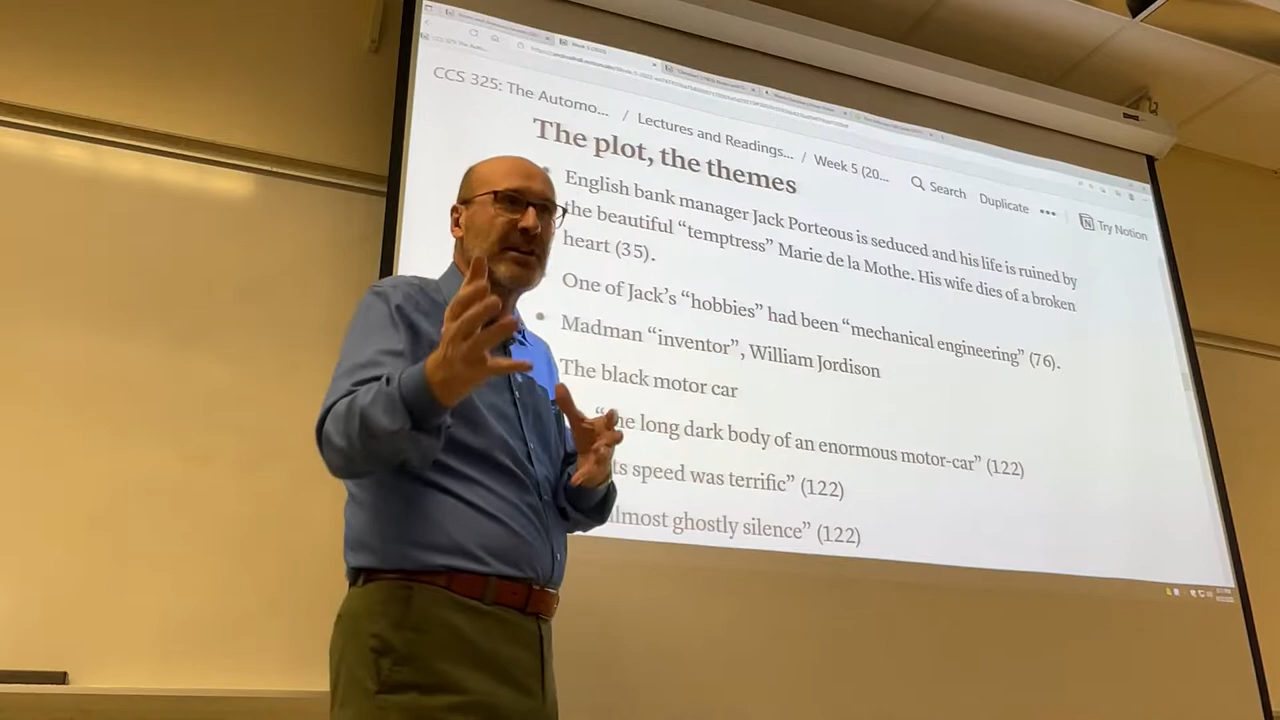 CCS 325: The Automo... / Lectures and Readings... / Week 5 (20... Search Duplicate ••• Try Notion
The plot, the themes
English bank manager Jack Porteous is seduced and his life is ruined by
the beautiful “temptress” Marie de la Mothe. His wife dies of a broken
heart (35).
One of Jack’s “hobbies” had been “mechanical engineering” (76).
Madman “inventor”, William Jordison
The black motor car
he long dark body of an enormous motor-car” (122)
ts speed was terrific” (122)
almost ghostly silence” (122)